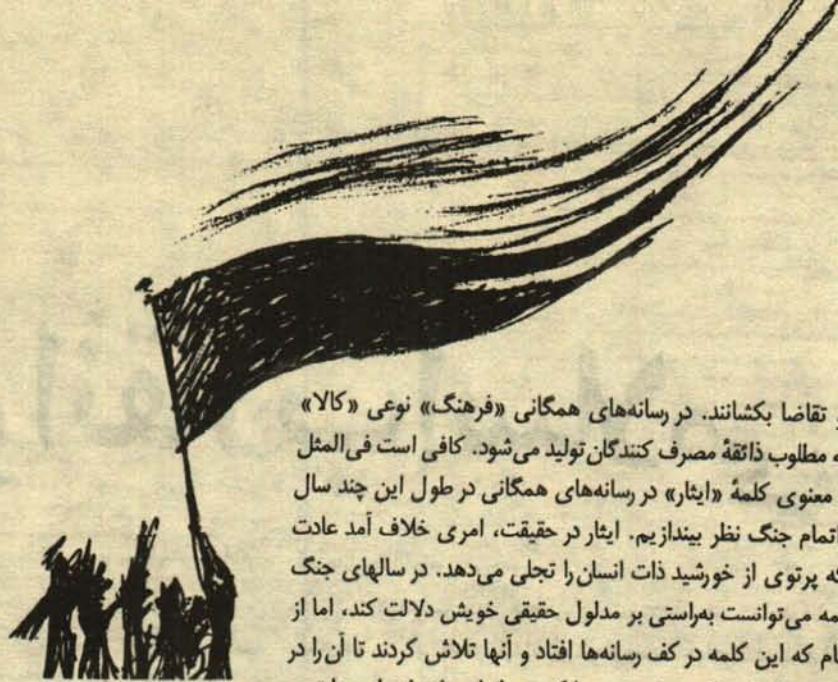 تقاضا بکشانند. در رسانه‌های همگانی «فرهنگ» نوعی «کالا»
مطلوب ذائقهٔ مصرف کنندگان تولید می‌شود. کافی است فی‌المثل
معنوی کلمهٔ «ایثار» در رسانه‌های همگانی در طول این چند سال
اتمام جنگ نظر بیندازیم. ایثار در حقیقت، امری خلاف آمد عادت
که پرتوی از خورشید ذات انسان را تجلی می‌دهد. در سالهای جنگ
می‌توانست به‌راستی بر مدلول حقیقی خویش دلالت کند، اما از
که این کلمه در کف رسانه‌ها افتاد و آنها تلاش کردند تا آن را در